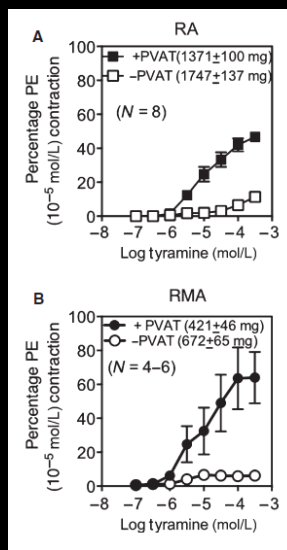 RA
A
+PVAT(1371±100 mg)
–PVAT(1747±137 mg)
(N = 8)
Percentage PE
(10⁻⁵ mol/L) contraction
100
80
60
40
20
0
–7 –6 –5 –4 –3
Log tyramine (mol/L)
B
RMA
+ PVAT (421±46 mg)
–PVAT (672±65 mg)
(N = 4–6)
Percentage PE
(10⁻⁵ mol/L) contraction
100
80
60
40
20
0
–7 –6 –5 –4 –3
Log tyramine (mol/L)